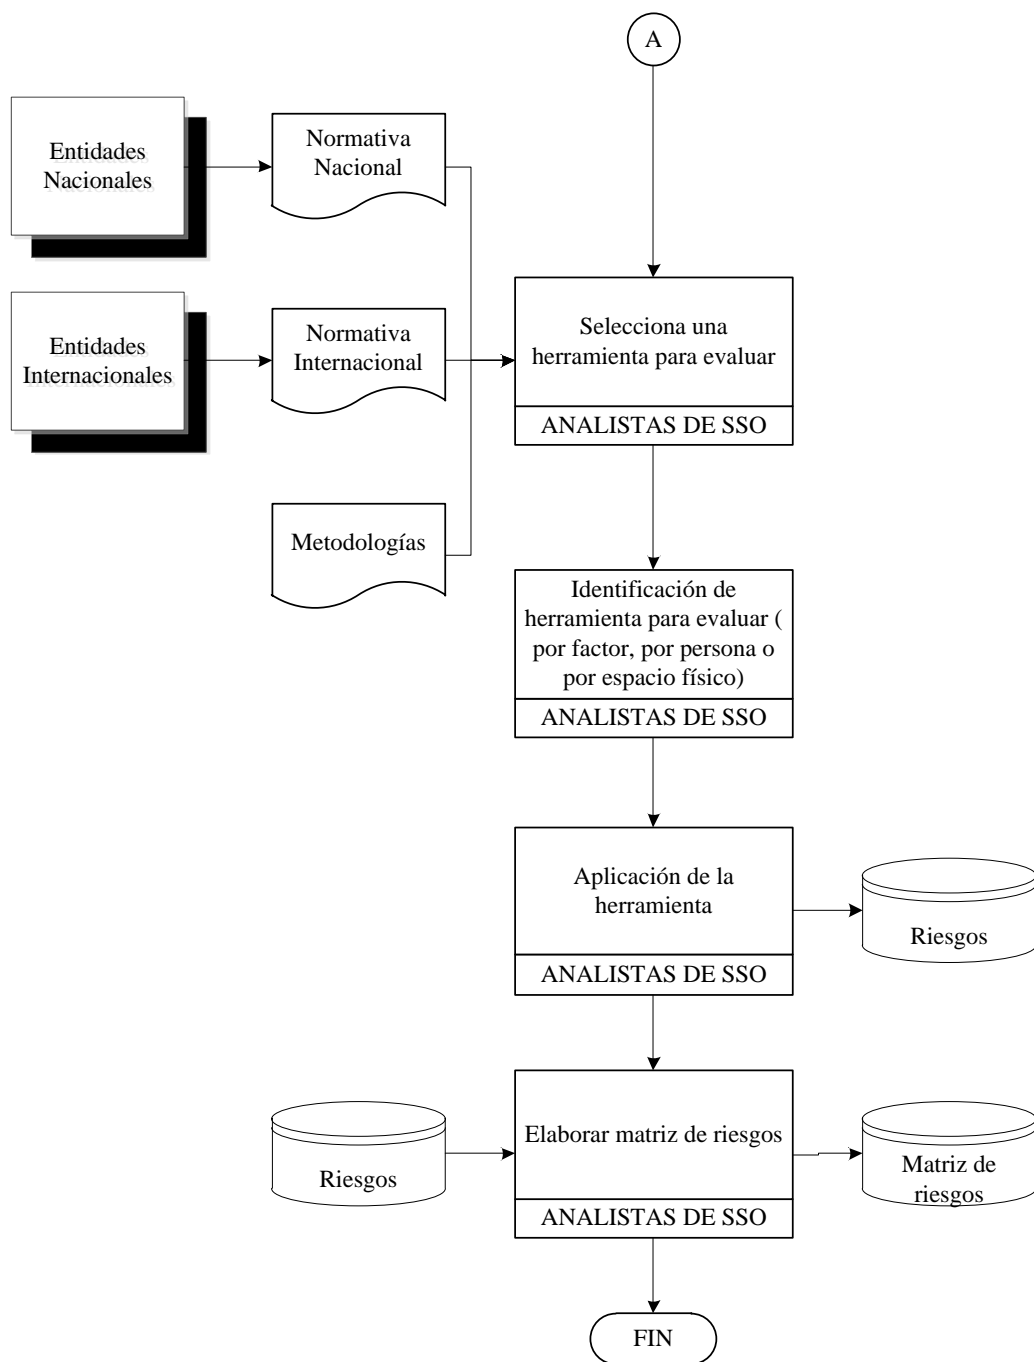 A
Entidades
Nacionales
Normativa
Nacional
Entidades
Internacionales
Normativa
Internacional
Selecciona una
herramienta para evaluar
ANALISTAS DE SSO
Metodologías
Identificación de
herramienta para evaluar (
por factor, por persona o
por espacio físico)
ANALISTAS DE SSO
Aplicación de la
herramienta
ANALISTAS DE SSO
Riesgos
Riesgos
Elaborar matriz de riesgos
ANALISTAS DE SSO
Matriz de
riesgos
FIN